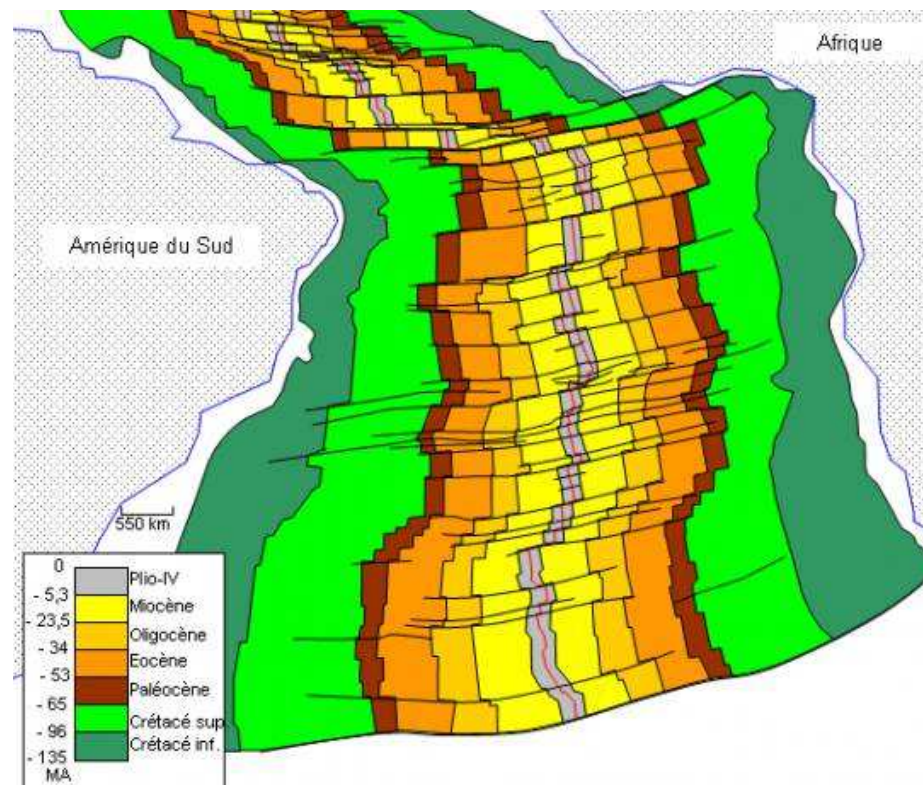 Afrique
Amérique du Sud
550 km
0
Plio-IV
- 5,3
Miocène
- 23,5
Oligocène
- 34
Eocène
- 53
Paléocène
- 65
Crétacé sup.
- 96
Crétacé inf.
- 135
MA